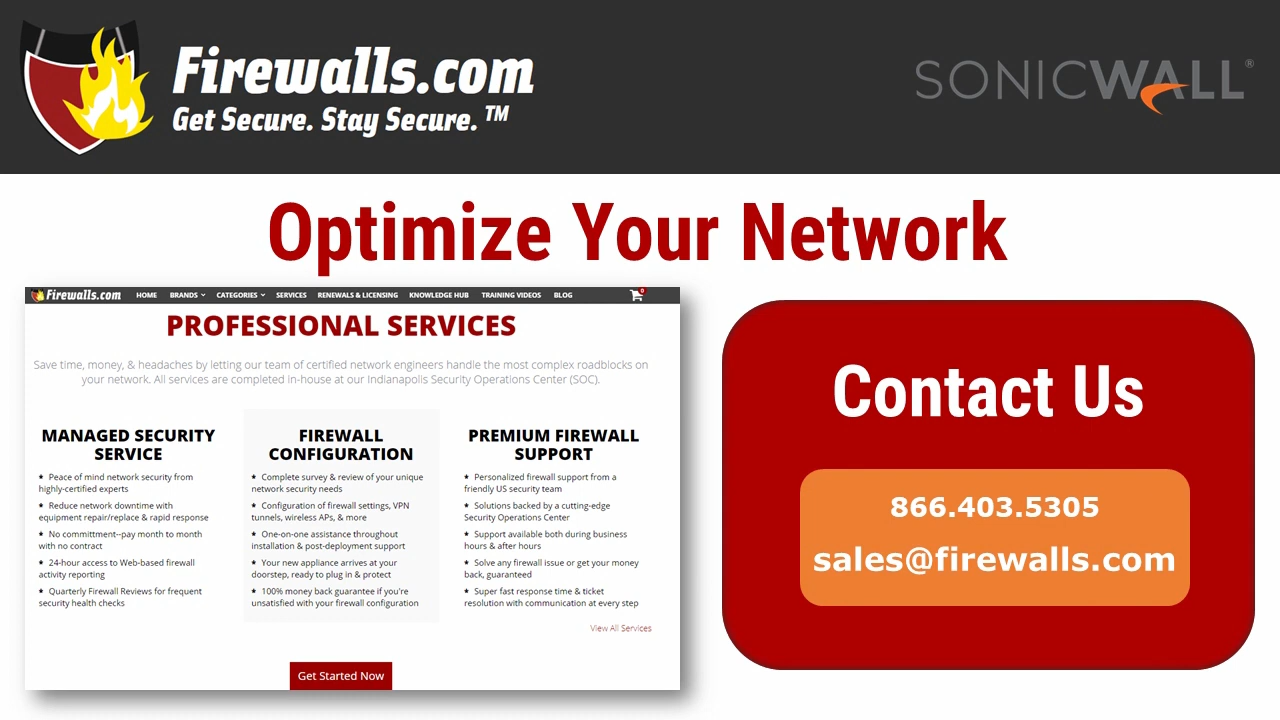 Firewalls.com
Get Secure. Stay Secure.™
SONICWALL®
Optimize Your Network
Firewalls.com HOME BRANDS CATEGORIES SERVICES RENEWALS & LICENSING KNOWLEDGE HUB TRAINING VIDEOS BLOG 0
PROFESSIONAL SERVICES
Save time, money, & headaches by letting our team of certified network engineers handle the most complex roadblocks on
your network. All services are completed in-house at our Indianapolis Security Operations Center (SOC).
MANAGED SECURITY
SERVICE
★ Peace of mind network security from
highly-certified experts
★ Reduce network downtime with
equipment repair/replace & rapid response
★ No committment--pay month to month
with no contract
★ 24-hour access to Web-based firewall
activity reporting
★ Quarterly Firewall Reviews for frequent
security health checks
FIREWALL
CONFIGURATION
★ Complete survey & review of your unique
network security needs
★ Configuration of firewall settings, VPN
tunnels, wireless APs, & more
★ One-on-one assistance throughout
installation & post-deployment support
★ Your new appliance arrives at your
doorstep, ready to plug in & protect
★ 100% money back guarantee if you're
unsatisfied with your firewall configuration
PREMIUM FIREWALL
SUPPORT
★ Personalized firewall support from a
friendly US security team
★ Solutions backed by a cutting-edge
Security Operations Center
★ Support available both during business
hours & after hours
★ Solve any firewall issue or get your money
back, guaranteed
★ Super fast response time & ticket
resolution with communication at every step
View All Services
Get Started Now
Contact Us
866.403.5305
sales@firewalls.com